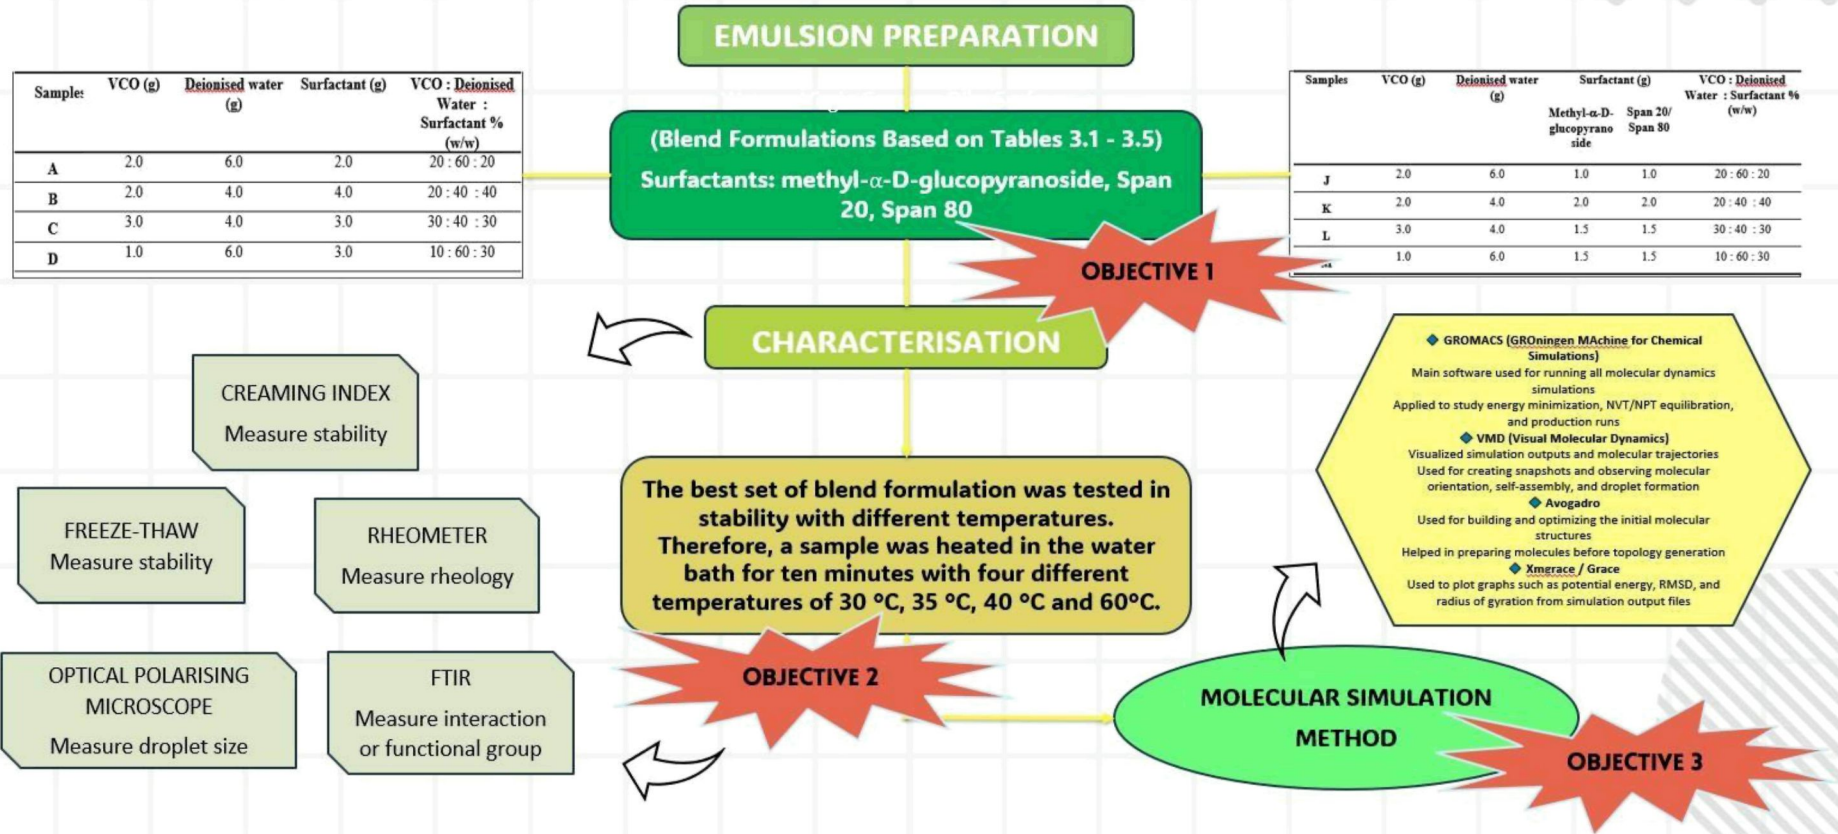 EMULSION PREPARATION
Samples VCO (g) Deionised water (g) Surfactant (g) VCO : Deionised Water : Surfactant % (w/w)
A 2.0 6.0 2.0 20 : 60 : 20
B 2.0 4.0 4.0 20 : 40 : 40
C 3.0 4.0 3.0 30 : 40 : 30
D 1.0 6.0 3.0 10 : 60 : 30
(Blend Formulations Based on Tables 3.1 - 3.5)
Surfactants: methyl-α-D-glucopyranoside, Span
20, Span 80
Samples VCO (g) Deionised water (g) Surfactant (g) VCO : Deionised Water : Surfactant % (w/w)
Methyl-α-D-glucopyrano side Span 20/ Span 80
J 2.0 6.0 1.0 1.0 20 : 60 : 20
K 2.0 4.0 2.0 2.0 20 : 40 : 40
L 3.0 4.0 1.5 1.5 30 : 40 : 30
1.0 6.0 1.5 1.5 10 : 60 : 30
OBJECTIVE 1
CHARACTERISATION
CREAMING INDEX
Measure stability
FREEZE-THAW
Measure stability
RHEOMETER
Measure rheology
OPTICAL POLARISING
MICROSCOPE
Measure droplet size
FTIR
Measure interaction
or functional group
The best set of blend formulation was tested in
stability with different temperatures.
Therefore, a sample was heated in the water
bath for ten minutes with four different
temperatures of 30 °C, 35 °C, 40 °C and 60°C.
OBJECTIVE 2
MOLECULAR SIMULATION
METHOD
OBJECTIVE 3
GROMACS (GROningen MAchine for Chemical
Simulations)
Main software used for running all molecular dynamics
simulations
Applied to study energy minimization, NVT/NPT equilibration,
and production runs
VMD (Visual Molecular Dynamics)
Visualized simulation outputs and molecular trajectories
Used for creating snapshots and observing molecular
orientation, self-assembly, and droplet formation
Avogadro
Used for building and optimizing the initial molecular
structures
Helped in preparing molecules before topology generation
Xmgrace / Grace
Used to plot graphs such as potential energy, RMSD, and
radius of gyration from simulation output files